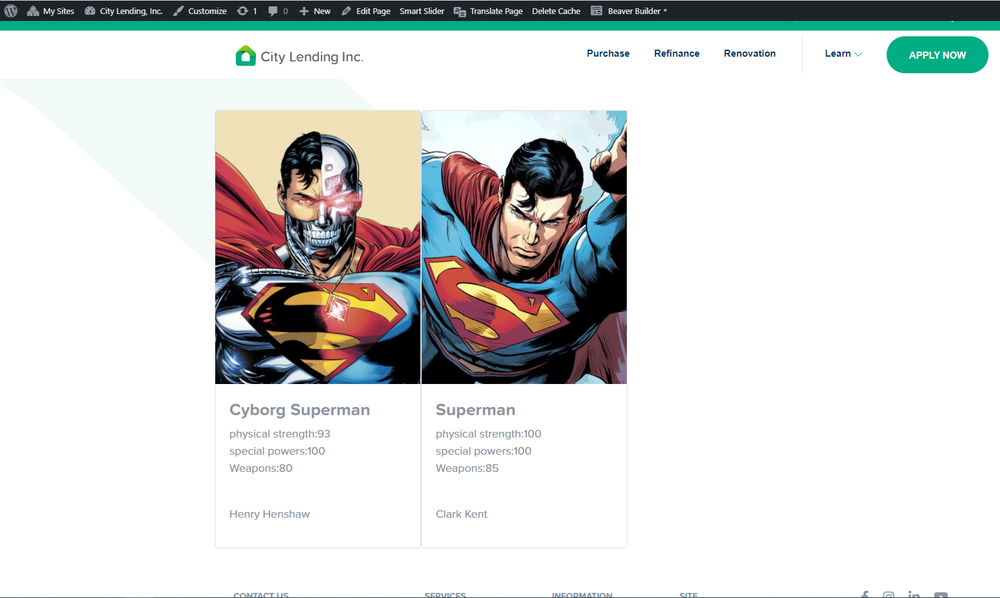 My Sites City Lending, Inc. Customize 1 0 New Edit Page Smart Slider Translate Page Delete Cache Beaver Builder
City Lending Inc. Purchase Refinance Renovation Learn APPLY NOW
Cyborg Superman
physical strength:93
special powers:100
Weapons:80
Henry Henshaw
Superman
physical strength:100
special powers:100
Weapons:85
Clark Kent
CONTACT US SERVICES INFORMATION SITE